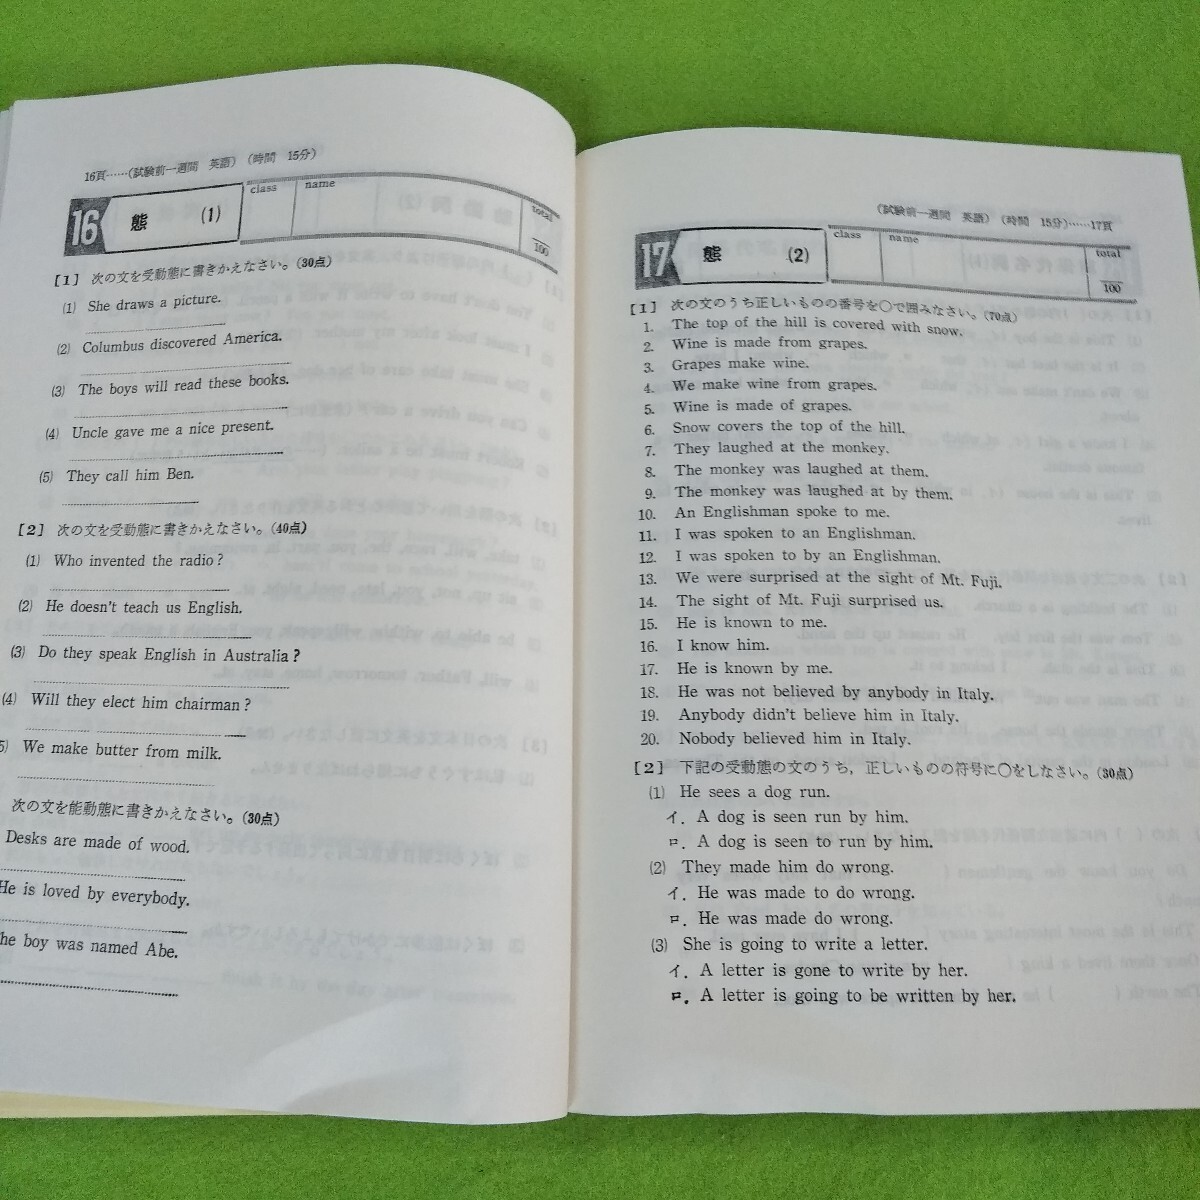 16頁……(試験前一週間 英語) (時間 15分)
16 態 (1) class name total 100
[1] 次の文を受動態に書きかえなさい。(30点)
(1) She draws a picture.
(2) Columbus discovered America.
(3) The boys will read these books.
(4) Uncle gave me a nice present.
(5) They call him Ben.
[2] 次の文を受動態に書きかえなさい。(40点)
(1) Who invented the radio?
(2) He doesn't teach us English.
(3) Do they speak English in Australia?
(4) Will they elect him chairman?
5) We make butter from milk.
次の文を能動態に書きかえなさい。(30点)
Desks are made of wood.
He is loved by everybody.
he boy was named Abe.
(試験前一週間 英語) (時間 15分)……17頁
17 態 (2) class name total 100
[1] 次の文のうち正しいものの番号を○で囲みなさい。(70点)
1. The top of the hill is covered with snow.
2. Wine is made from grapes.
3. Grapes make wine.
4. We make wine from grapes.
5. Wine is made of grapes.
6. Snow covers the top of the hill.
7. They laughed at the monkey.
8. The monkey was laughed at them.
9. The monkey was laughed at by them.
10. An Englishman spoke to me.
11. I was spoken to an Englishman.
12. I was spoken to by an Englishman.
13. We were surprised at the sight of Mt. Fuji.
14. The sight of Mt. Fuji surprised us.
15. He is known to me.
16. I know him.
17. He is known by me.
18. He was not believed by anybody in Italy.
19. Anybody didn't believe him in Italy.
20. Nobody believed him in Italy.
[2] 下記の受動態の文のうち,正しいものの符号に○をしなさい。(30点)
(1) He sees a dog run.
イ. A dog is seen run by him.
ロ. A dog is seen to run by him.
(2) They made him do wrong.
イ. He was made to do wrong.
ロ. He was made do wrong.
(3) She is going to write a letter.
イ. A letter is gone to write by her.
ロ. A letter is going to be written by her.